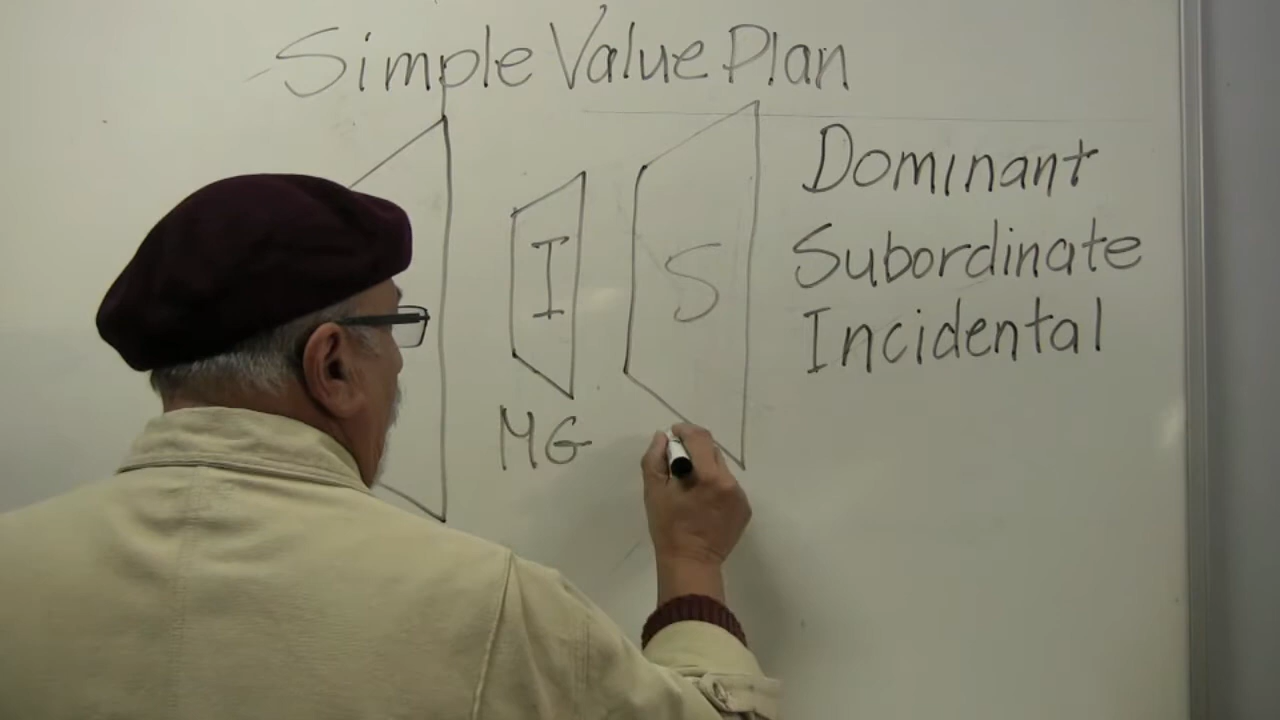 Simple Value Plan
Dominant
Subordinate
Incidental
I
S
MG